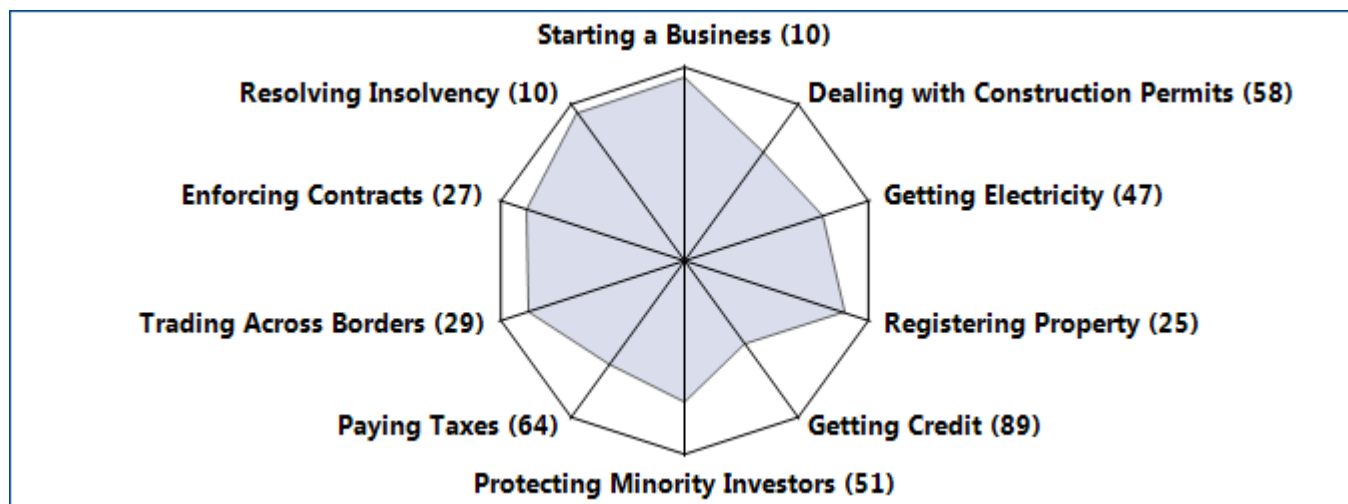 Starting a Business (10)
Resolving Insolvency (10)
Dealing with Construction Permits (58)
Enforcing Contracts (27)
Getting Electricity (47)
Trading Across Borders (29)
Registering Property (25)
Paying Taxes (64)
Getting Credit (89)
Protecting Minority Investors (51)